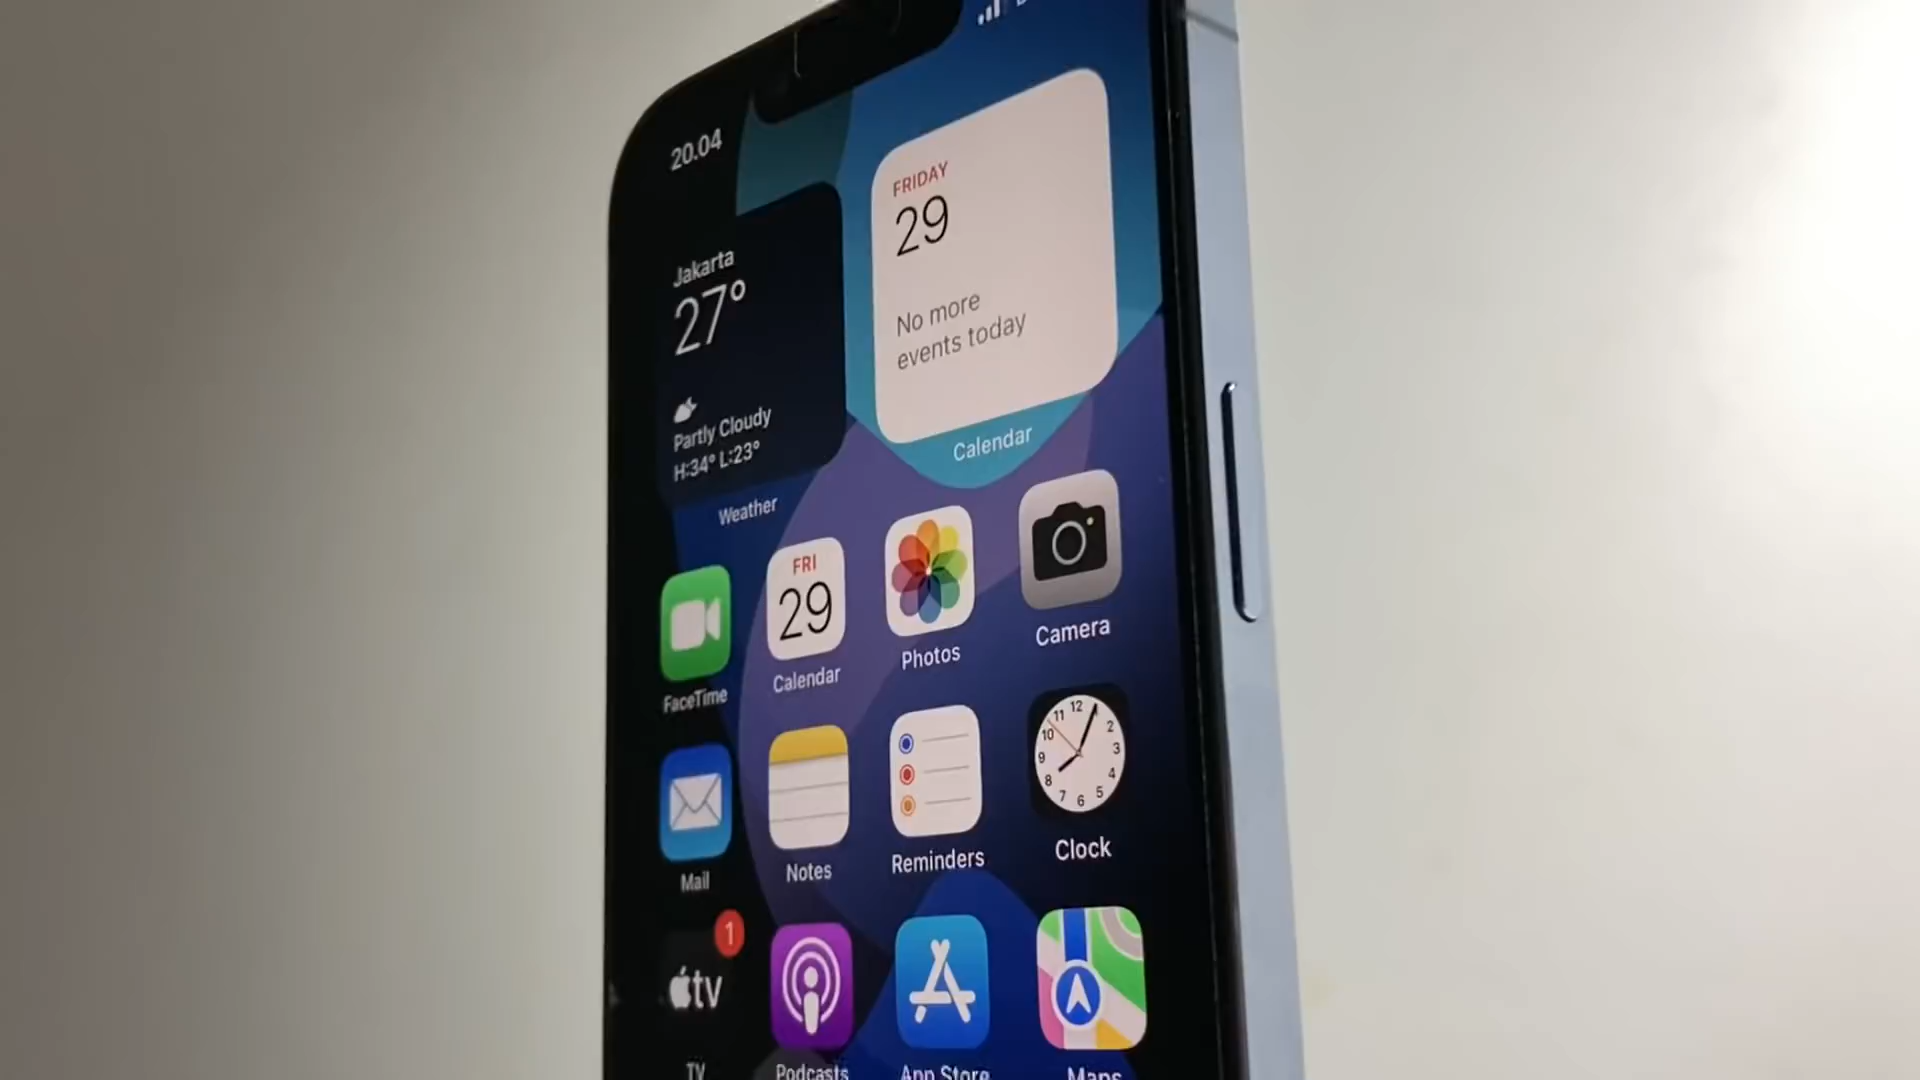 20.04
Jakarta
27°
Partly Cloudy
H:34° L:23°
Weather
FRIDAY
29
No more
events today
Calendar
FaceTime
FRI
29
Calendar
Photos
Camera
Mail
Notes
Reminders
12
11
10
9
8
7
6
5
4
3
2
Clock
1
tv
TV
Podcasts
App Store
Maps